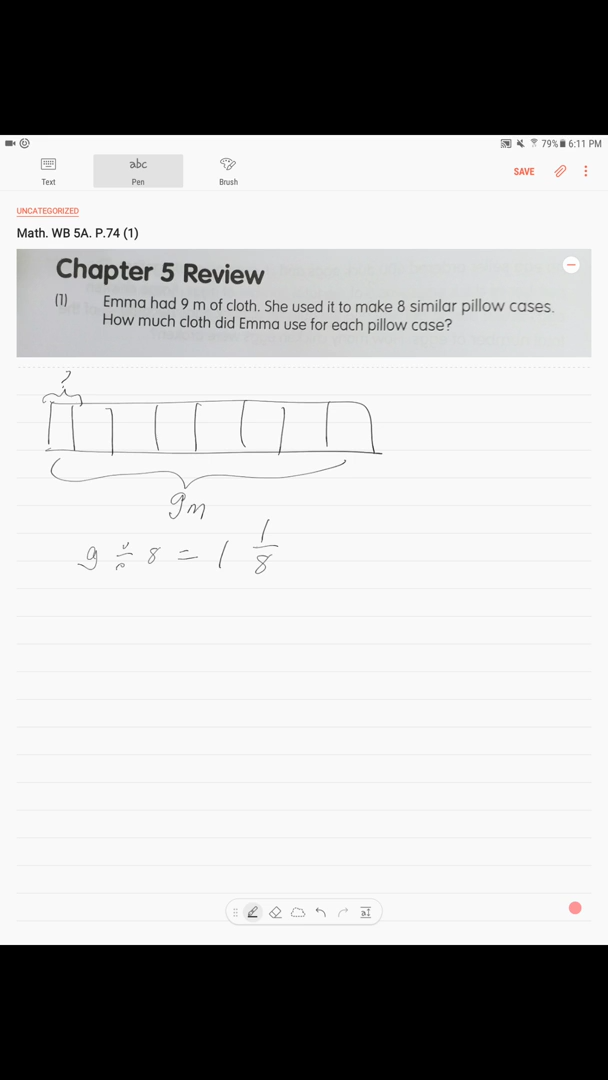 79% 6:11 PM
Text
abc
Pen
Brush
SAVE
UNCATEGORIZED
Math. WB 5A. P.74 (1)
Chapter 5 Review
(1) Emma had 9 m of cloth. She used it to make 8 similar pillow cases.
How much cloth did Emma use for each pillow case?
?
9m
9 ÷ 8 = 1 1/8